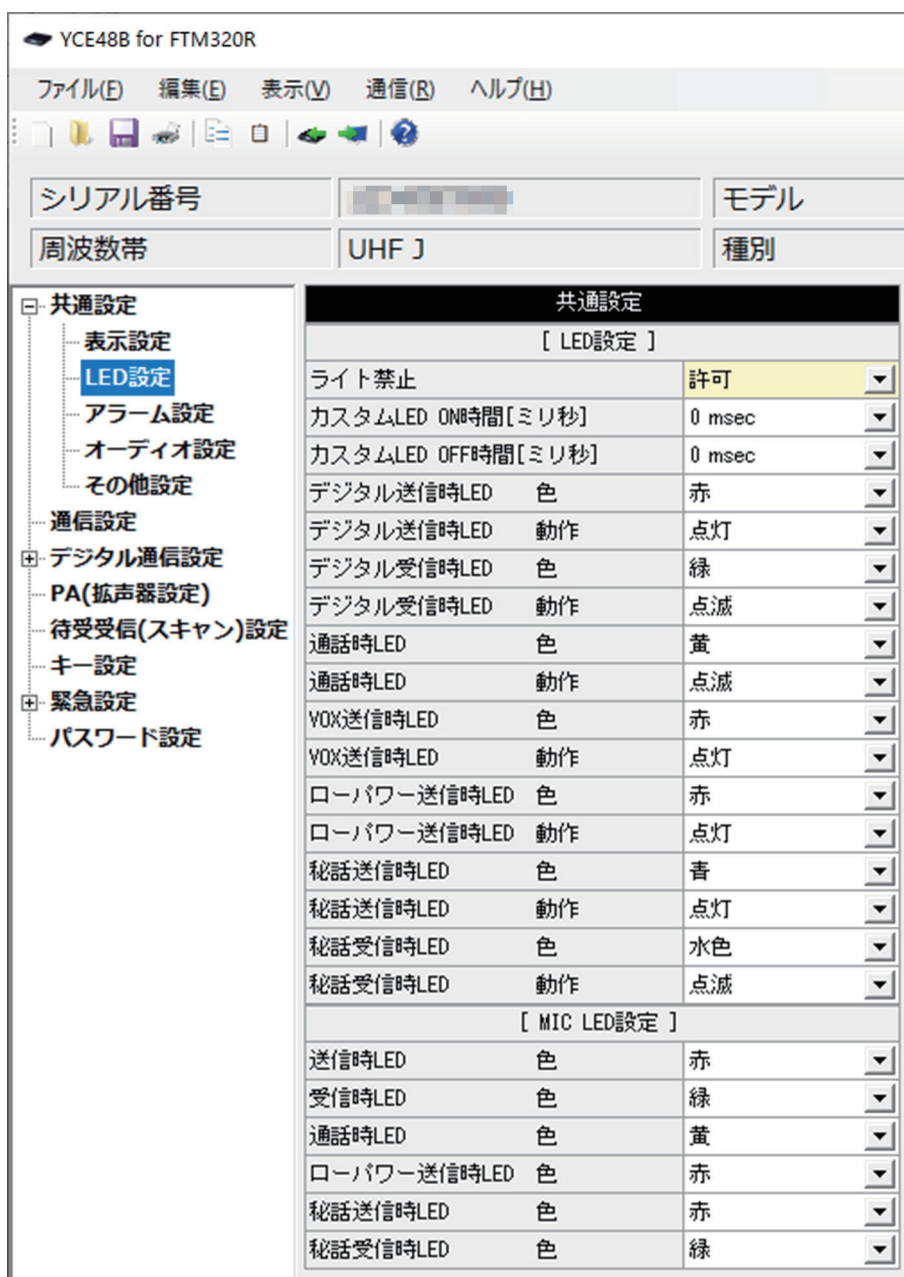 YCE48B for FTM320R
ファイル(F) 編集(E) 表示(V) 通信(R) ヘルプ(H)
シリアル番号 モデル
周波数帯 UHF J 種別
共通設定
表示設定
LED設定
アラーム設定
オーディオ設定
その他設定
通信設定
デジタル通信設定
PA(拡声器設定)
待受受信(スキャン)設定
キー設定
緊急設定
パスワード設定
共通設定
[ LED設定 ]
ライト禁止 許可
カスタムLED ON時間[ミリ秒] 0 msec
カスタムLED OFF時間[ミリ秒] 0 msec
デジタル送信時LED 色 赤
デジタル送信時LED 動作 点灯
デジタル受信時LED 色 緑
デジタル受信時LED 動作 点滅
通話時LED 色 黄
通話時LED 動作 点滅
VOX送信時LED 色 赤
VOX送信時LED 動作 点灯
ローパワー送信時LED 色 赤
ローパワー送信時LED 動作 点灯
秘話送信時LED 色 青
秘話送信時LED 動作 点灯
秘話受信時LED 色 水色
秘話受信時LED 動作 点滅
[ MIC LED設定 ]
送信時LED 色 赤
受信時LED 色 緑
通話時LED 色 黄
ローパワー送信時LED 色 赤
秘話送信時LED 色 赤
秘話受信時LED 色 緑